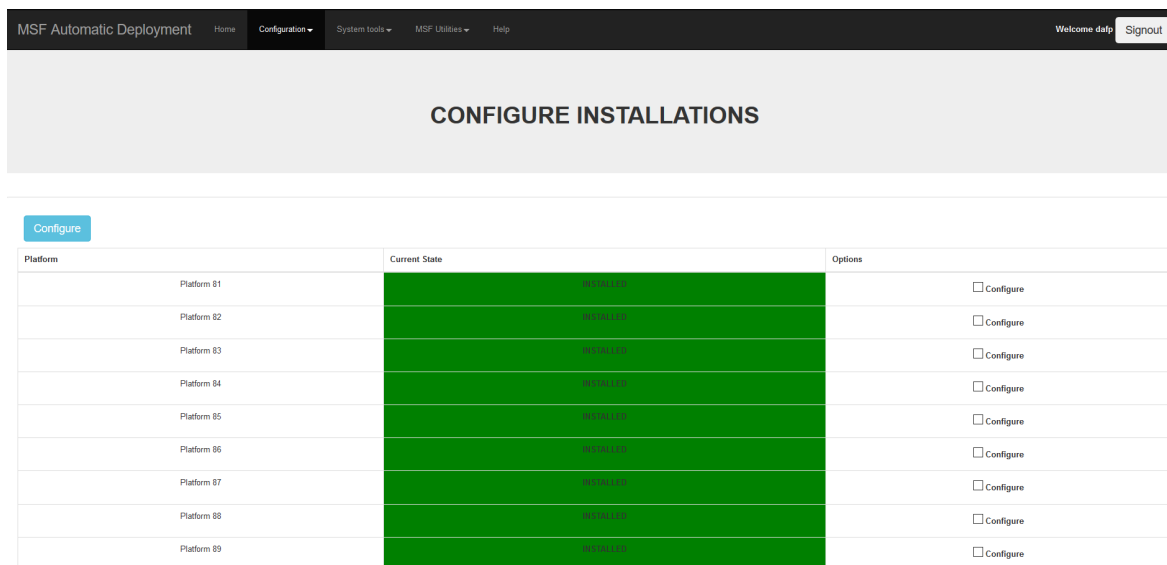 MSF Automatic Deployment Home Configuration System tools MSF Utilities Help Welcome dafp Signout
CONFIGURE INSTALLATIONS
Configure
Platform Current State Options
Platform 81 INSTALLED Configure
Platform 82 INSTALLED Configure
Platform 83 INSTALLED Configure
Platform 84 INSTALLED Configure
Platform 85 INSTALLED Configure
Platform 86 INSTALLED Configure
Platform 87 INSTALLED Configure
Platform 88 INSTALLED Configure
Platform 89 INSTALLED Configure